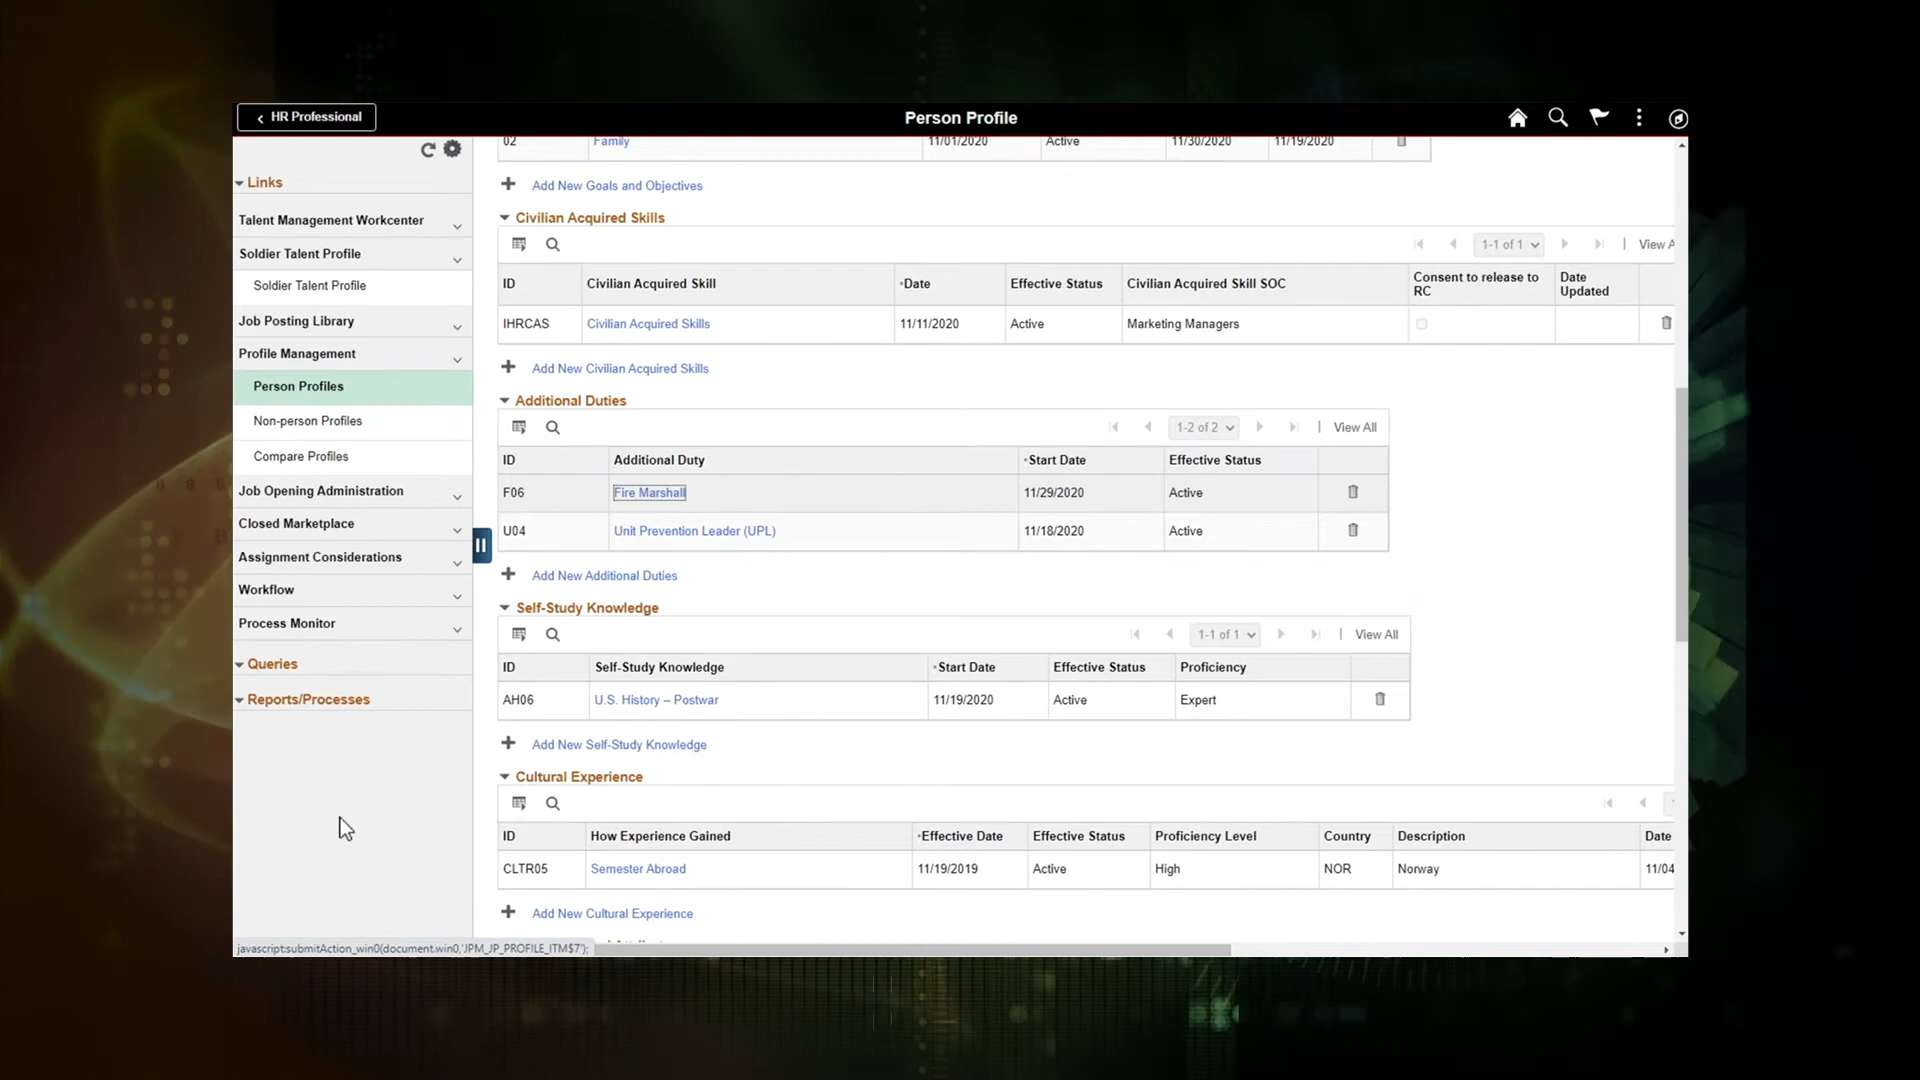 HR Professional
Person Profile
Links
Talent Management Workcenter
Soldier Talent Profile
Soldier Talent Profile
Job Posting Library
Profile Management
Person Profiles
Non-person Profiles
Compare Profiles
Job Opening Administration
Closed Marketplace
Assignment Considerations
Workflow
Process Monitor
Queries
Reports/Processes
02 Family 11/01/2020 Active 11/30/2020 11/19/2020
Add New Goals and Objectives
Civilian Acquired Skills
1-1 of 1 | View A
ID Civilian Acquired Skill *Date Effective Status Civilian Acquired Skill SOC Consent to release to RC Date Updated
IHRCAS Civilian Acquired Skills 11/11/2020 Active Marketing Managers
Add New Civilian Acquired Skills
Additional Duties
1-2 of 2 | View All
ID Additional Duty *Start Date Effective Status
F06 Fire Marshall 11/29/2020 Active
U04 Unit Prevention Leader (UPL) 11/18/2020 Active
Add New Additional Duties
Self-Study Knowledge
1-1 of 1 | View All
ID Self-Study Knowledge *Start Date Effective Status Proficiency
AH06 U.S. History – Postwar 11/19/2020 Active Expert
Add New Self-Study Knowledge
Cultural Experience
ID How Experience Gained *Effective Date Effective Status Proficiency Level Country Description Date
CLTR05 Semester Abroad 11/19/2019 Active High NOR Norway 11/04
Add New Cultural Experience
javascript:submitAction_win0(document.win0,'JPM_JP_PROFILE_ITM$7');